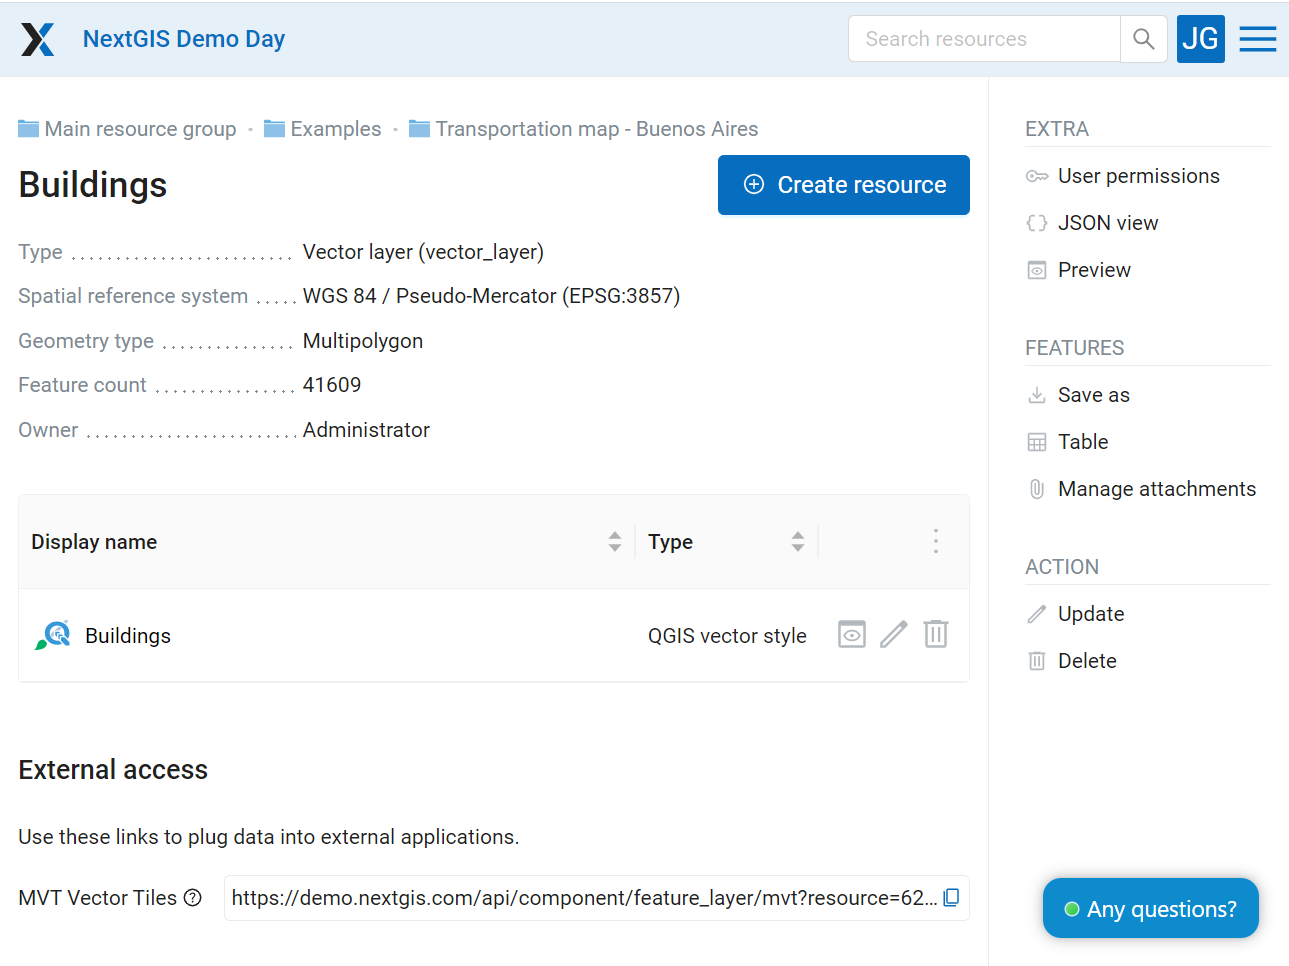 NextGIS Demo Day
Search resources
JG
Main resource group • Examples • Transportation map - Buenos Aires
Buildings
Create resource
Type ........................ Vector layer (vector_layer)
Spatial reference system ..... WGS 84 / Pseudo-Mercator (EPSG:3857)
Geometry type ............... Multipolygon
Feature count ................ 41609
Owner ........................ Administrator
Display name
Type
Buildings
QGIS vector style
External access
Use these links to plug data into external applications.
MVT Vector Tiles ?
https://demo.nextgis.com/api/component/feature_layer/mvt?resource=62...
EXTRA
User permissions
JSON view
Preview
FEATURES
Save as
Table
Manage attachments
ACTION
Update
Delete
Any questions?